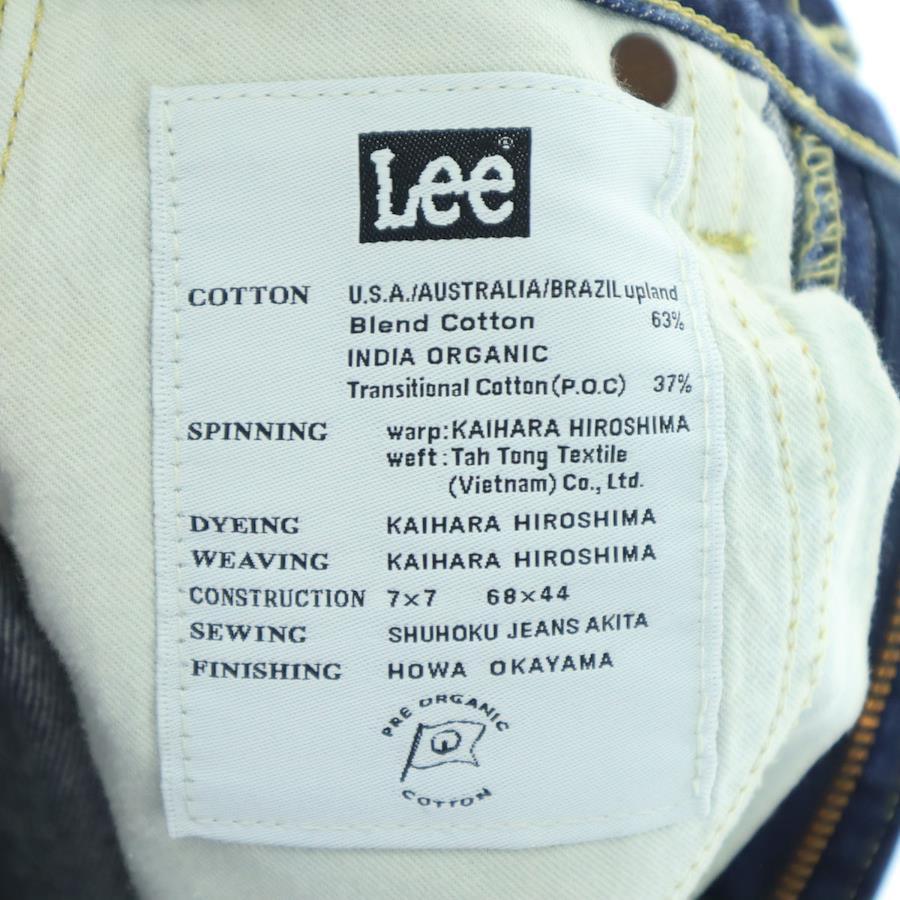 Lee®
COTTON U.S.A./AUSTRALIA/BRAZIL upland
Blend Cotton 63%
INDIA ORGANIC
Transitional Cotton (P.O.C) 37%
SPINNING warp: KAIHARA HIROSHIMA
weft: Tah Tong Textile
(Vietnam) Co., Ltd.
DYEING KAIHARA HIROSHIMA
WEAVING KAIHARA HIROSHIMA
CONSTRUCTION 7×7 68×44
SEWING SHUHOKU JEANS AKITA
FINISHING HOWA OKAYAMA
PRE ORGANIC
COTTON